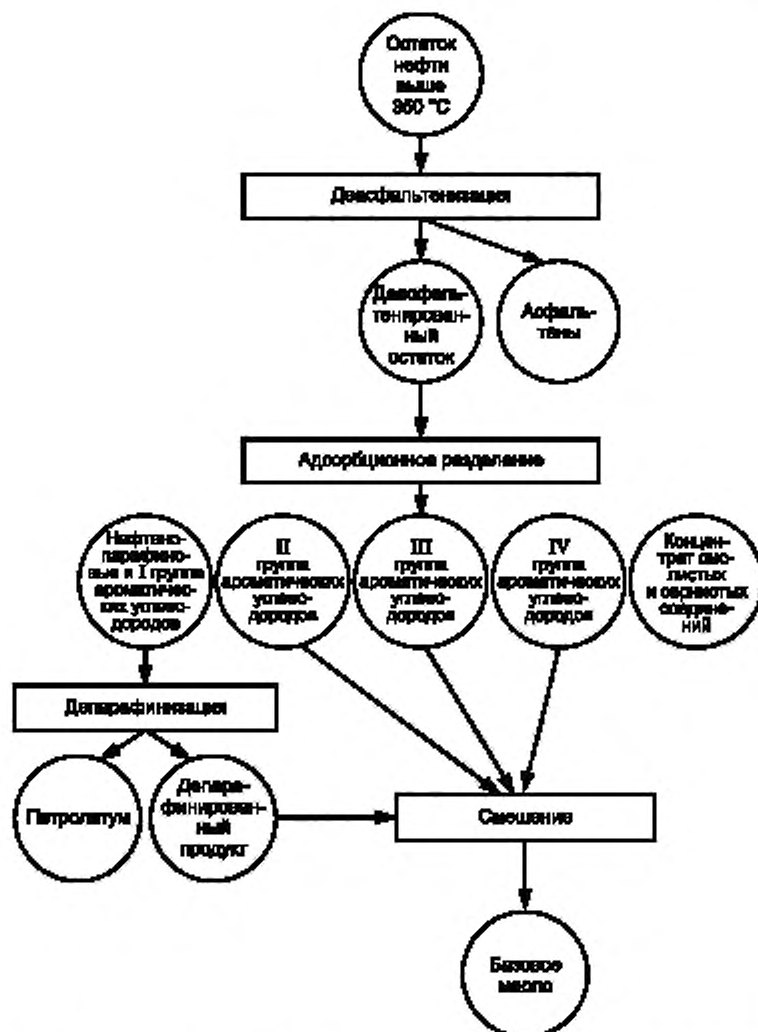 Остаток
нефти
выше
350 °С
Деасфальтенизация
Деасфаль-
тенирован-
ный
остаток
Асфаль-
тены
Адсорбционное разделение
Нафтено-
парафино-
вые и I группа
ароматичес-
ких углево-
дородов
II
группа
ароматических
углево-
дородов
III
группа
ароматических
углево-
дородов
IV
группа
ароматических
углево-
дородов
Концен-
трат смо-
листых
и сернистых
соедине-
ний
Депарафинизация
Петролатум
Депара-
финирован-
ный
продукт
Смешение
Базовое
масло